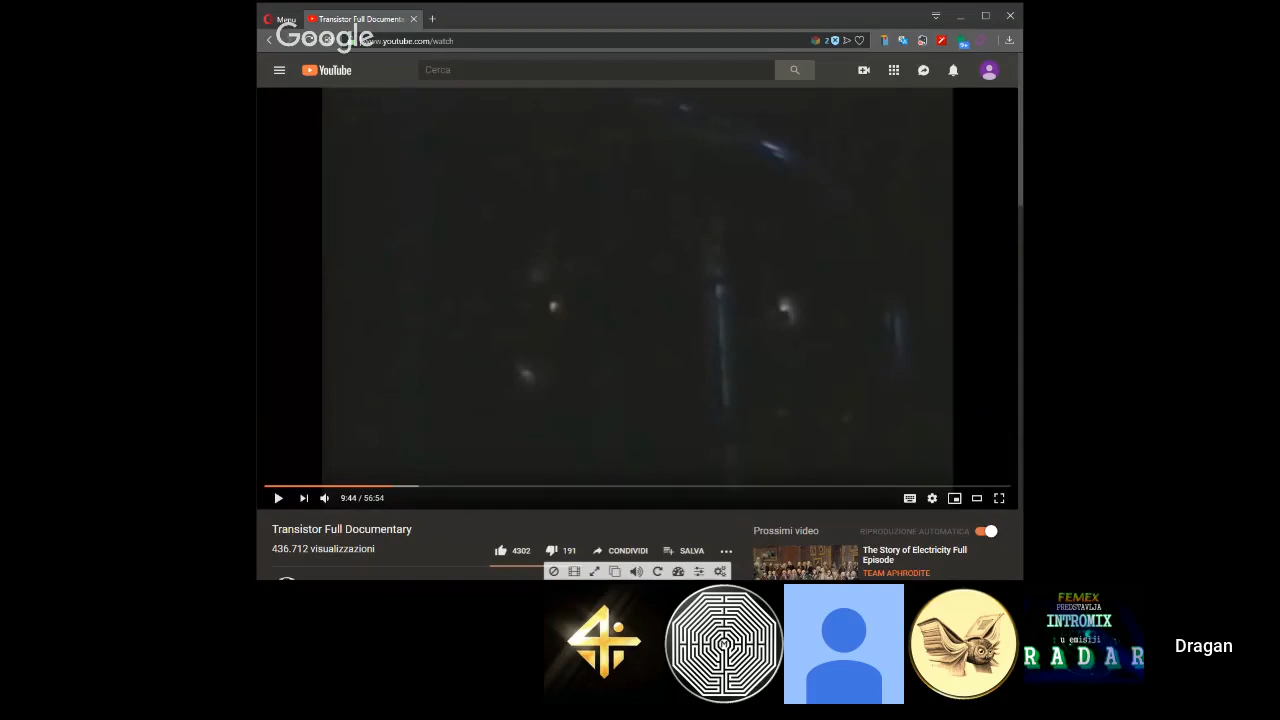 Menu
Transistor Full Documenta
Google
www.youtube.com/watch
2
9+
YouTube
Cerca
9:44 / 56:54
Transistor Full Documentary
436.712 visualizzazioni
4302
191
CONDIVIDI
SALVA
Prossimi video
RIPRODUZIONE AUTOMATICA
The Story of Electricity Full
Episode
TEAM APHRODITE
FEMEX
PREDSTAVLJA
INTROMIX
u emisiji
RADAR
Dragan